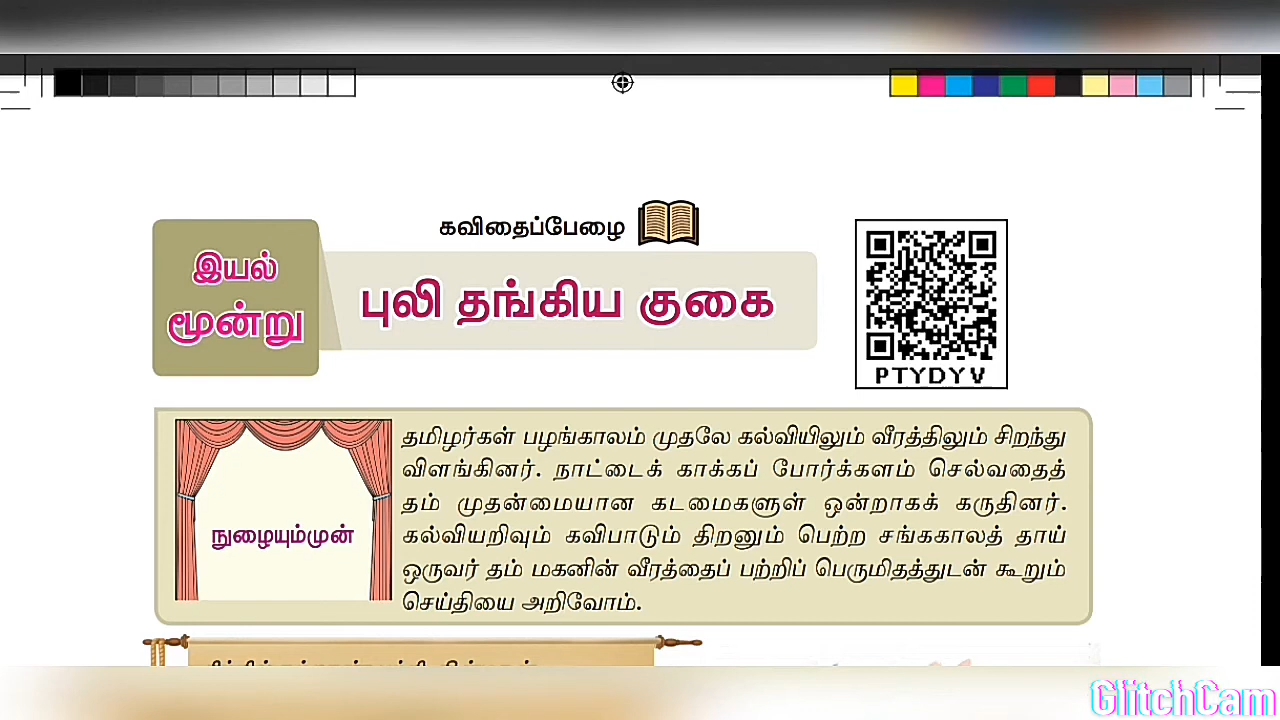 கவிதைப்பேழை
இயல்
மூன்று
புலி தங்கிய குகை
PTYDYV
நுழையும்முன்
தமிழர்கள் பழங்காலம் முதலே கல்வியிலும் வீரத்திலும் சிறந்து
விளங்கினர். நாட்டைக் காக்கப் போர்க்களம் செல்வதைத்
தம் முதன்மையான கடமைகளுள் ஒன்றாகக் கருதினர்.
கல்வியறிவும் கவிபாடும் திறனும் பெற்ற சங்ககாலத் தாய்
ஒருவர் தம் மகனின் வீரத்தைப் பற்றிப் பெருமிதத்துடன் கூறும்
செய்தியை அறிவோம்.
GlitchCam